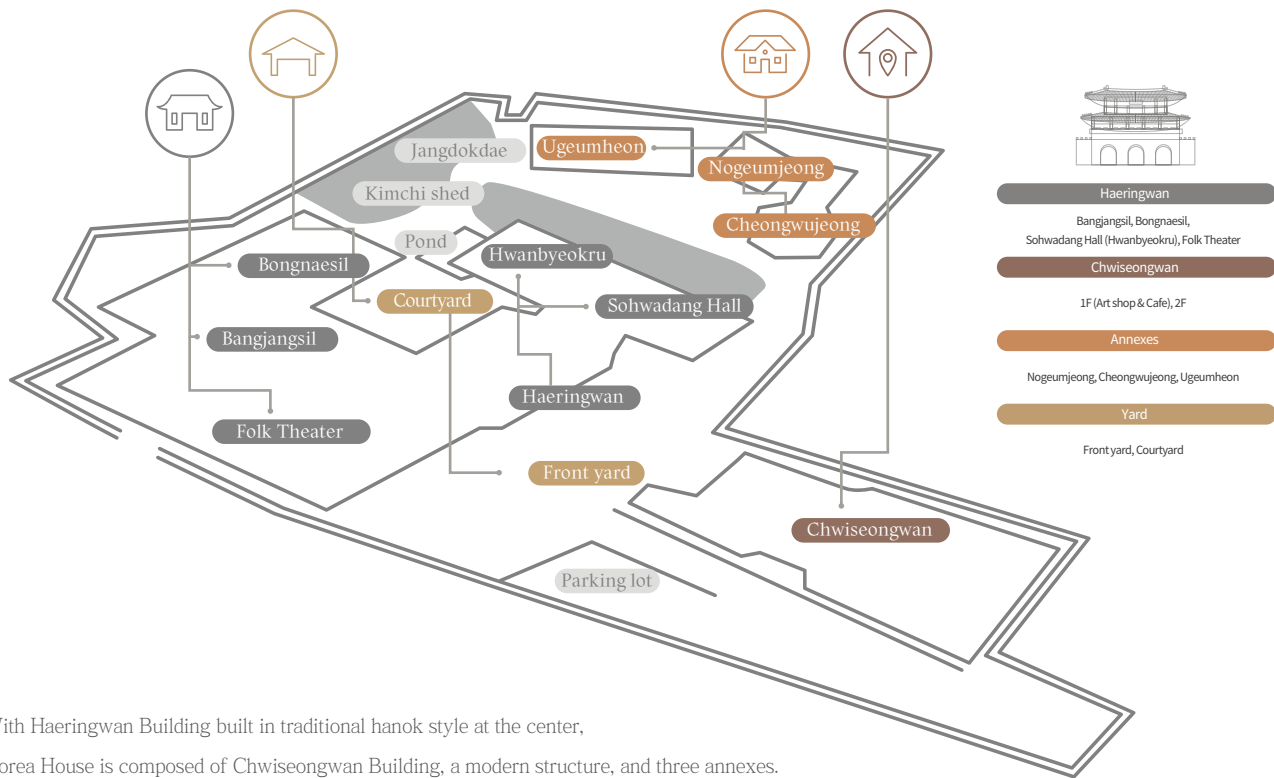 Jangdokdae
Ugeumheon
Nogeumjeong
Kimchi shed
Cheongwujeong
Pond
Hwanbyeokru
Bongnaesil
Courtyard
Sohwadang Hall
Bangjangsil
Haeringwan
Folk Theater
Front yard
Chwiseongwan
Parking lot
Haeringwan
Bangjangsil, Bongnaesil,
Sohwadang Hall (Hwanbyeokru), Folk Theater
Chwiseongwan
1F (Art shop & Cafe), 2F
Annexes
Nogeumjeong, Cheongwujeong, Ugeumheon
Yard
Front yard, Courtyard
ith Haeringwan Building built in traditional hanok style at the center,
orea House is composed of Chwiseongwan Building, a modern structure, and three annexes.